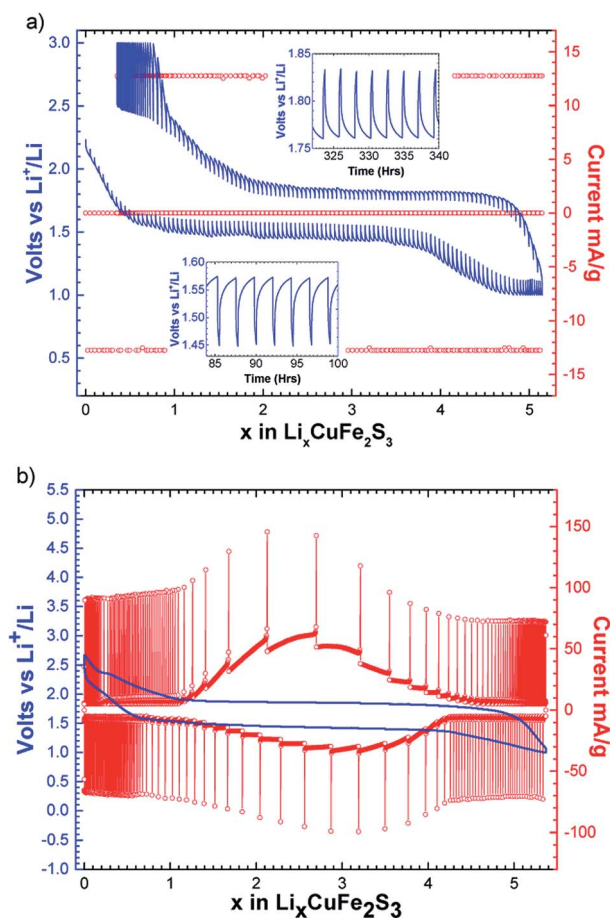 a)
3.0
2.5
2.0
1.5
1.0
0.5
Volts vs Li⁺/Li
15
10
5
0
-5
-10
-15
Current mA/g
0 1 2 3 4 5
x in LiₓCuFe₂S₃
1.85
1.80
1.75
Volts vs Li⁺/Li
325 330 335 340
Time (Hrs)
1.60
1.55
1.50
1.45
Volts vs Li⁺/Li
85 90 95 100
Time (Hrs)
b)
5.5
5.0
4.5
4.0
3.5
3.0
2.5
2.0
1.5
1.0
0.5
0.0
-0.5
-1.0
Volts vs Li⁺/Li
150
100
50
0
-50
-100
Current mA/g
0 1 2 3 4 5
x in LiₓCuFe₂S₃